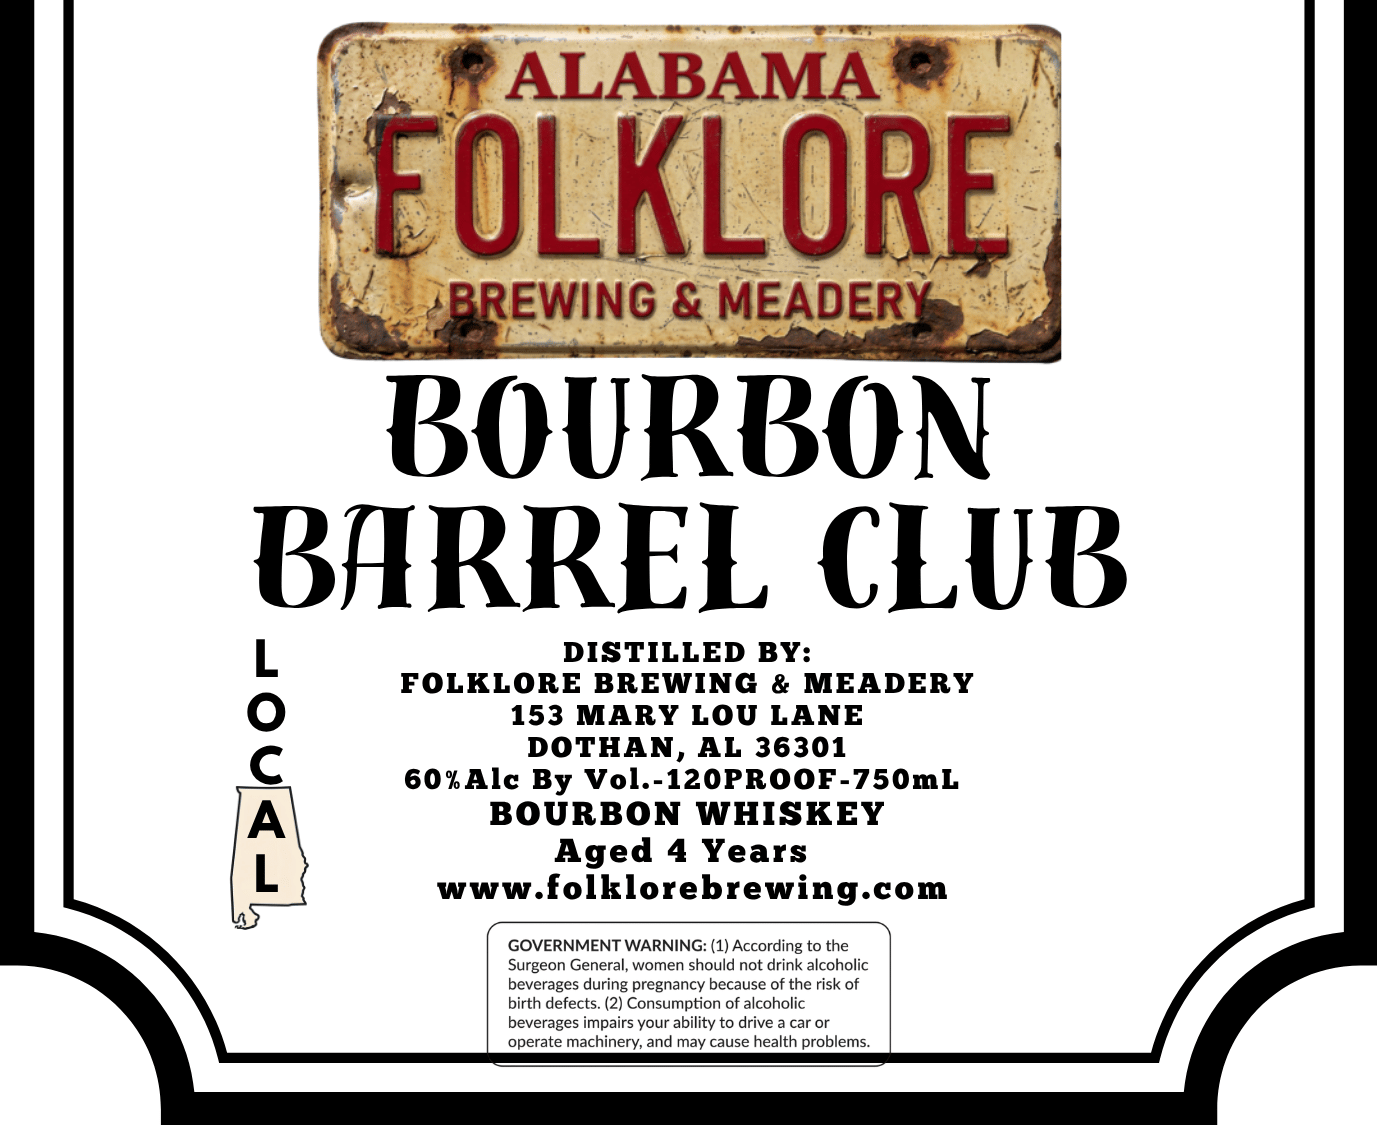 ALABAMA
FOLKLORE
BREWING & MEADERY
BOURBON
BARREL CLUB
LOCAL
DISTILLED BY:
FOLKLORE BREWING & MEADERY
153 MARY LOU LANE
DOTHAN, AL 36301
60%Alc By Vol.-120PROOF-750mL
BOURBON WHISKEY
Aged 4 Years
www.folklorebrewing.com
GOVERNMENT WARNING: (1) According to the
Surgeon General, women should not drink alcoholic
beverages during pregnancy because of the risk of
birth defects. (2) Consumption of alcoholic
beverages impairs your ability to drive a car or
operate machinery, and may cause health problems.